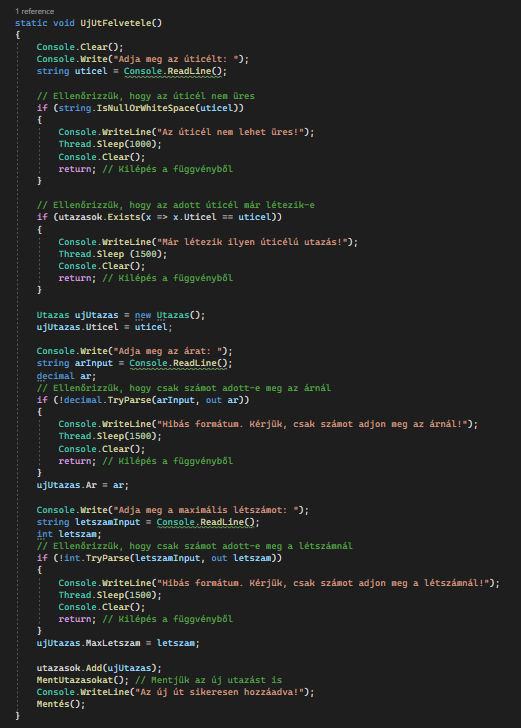 1 reference
static void UjUtFelvetele()
{
Console.Clear();
Console.Write("Adja meg az úticélt: ");
string uticel = Console.ReadLine();
// Ellenőrizzük, hogy az úticél nem üres
if (string.IsNullOrWhiteSpace(uticel))
{
Console.WriteLine("Az úticél nem lehet üres!");
Thread.Sleep(1000);
Console.Clear();
return; // Kilépés a függvényből
}
// Ellenőrizzük, hogy az adott úticél már létezik-e
if (utazasok.Exists(x => x.Uticel == uticel))
{
Console.WriteLine("Már létezik ilyen úticélú utazás!");
Thread.Sleep (1500);
Console.Clear();
return; // Kilépés a függvényből
}
Utazas ujUtazas = new Utazas();
ujUtazas.Uticel = uticel;
Console.Write("Adja meg az árat: ");
string arInput = Console.ReadLine();
decimal ar;
// Ellenőrizzük, hogy csak számot adott-e meg az árnál
if (!decimal.TryParse(arInput, out ar))
{
Console.WriteLine("Hibás formátum. Kérjük, csak számot adjon meg az árnál!");
Thread.Sleep(1500);
Console.Clear();
return; // Kilépés a függvényből
}
ujUtazas.Ar = ar;
Console.Write("Adja meg a maximális létszámot: ");
string letszamInput = Console.ReadLine();
int letszam;
// Ellenőrizzük, hogy csak számot adott-e meg a létszámnál
if (!int.TryParse(letszamInput, out letszam))
{
Console.WriteLine("Hibás formátum. Kérjük, csak számot adjon meg a létszámnál!");
Thread.Sleep(1500);
Console.Clear();
return; // Kilépés a függvényből
}
ujUtazas.MaxLetszam = letszam;
utazasok.Add(ujUtazas);
MentUtazasokat(); // Mentjük az új utazást is
Console.WriteLine("Az új út sikeresen hozzáadva!");
Mentés();
}